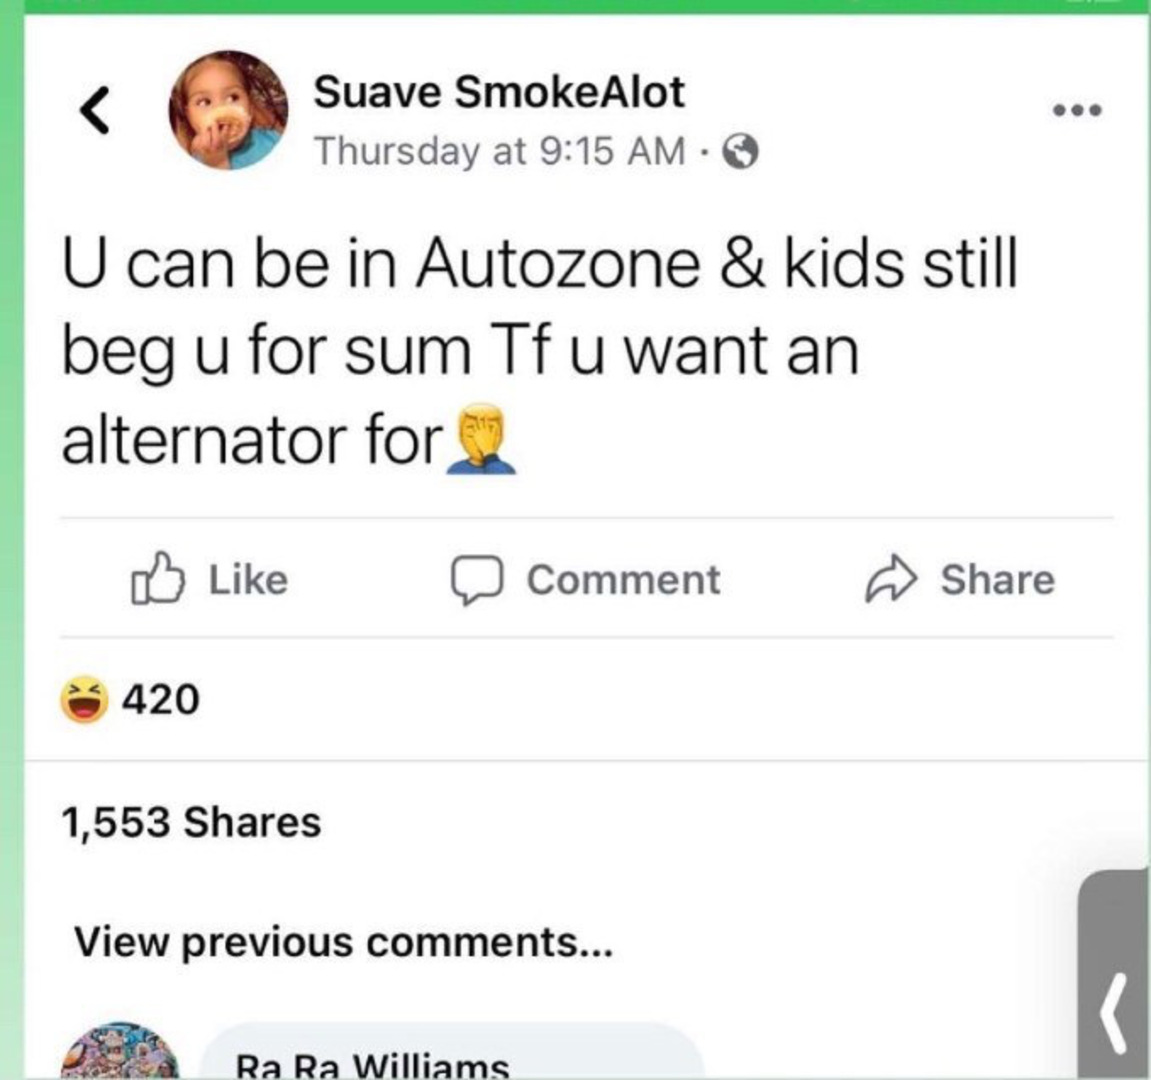 Suave SmokeAlot
Thursday at 9:15 AM ·
U can be in Autozone & kids still
beg u for sum Tf u want an
alternator for🤦
Like Comment Share
420
1,553 Shares
View previous comments...
Ra Ra Williams